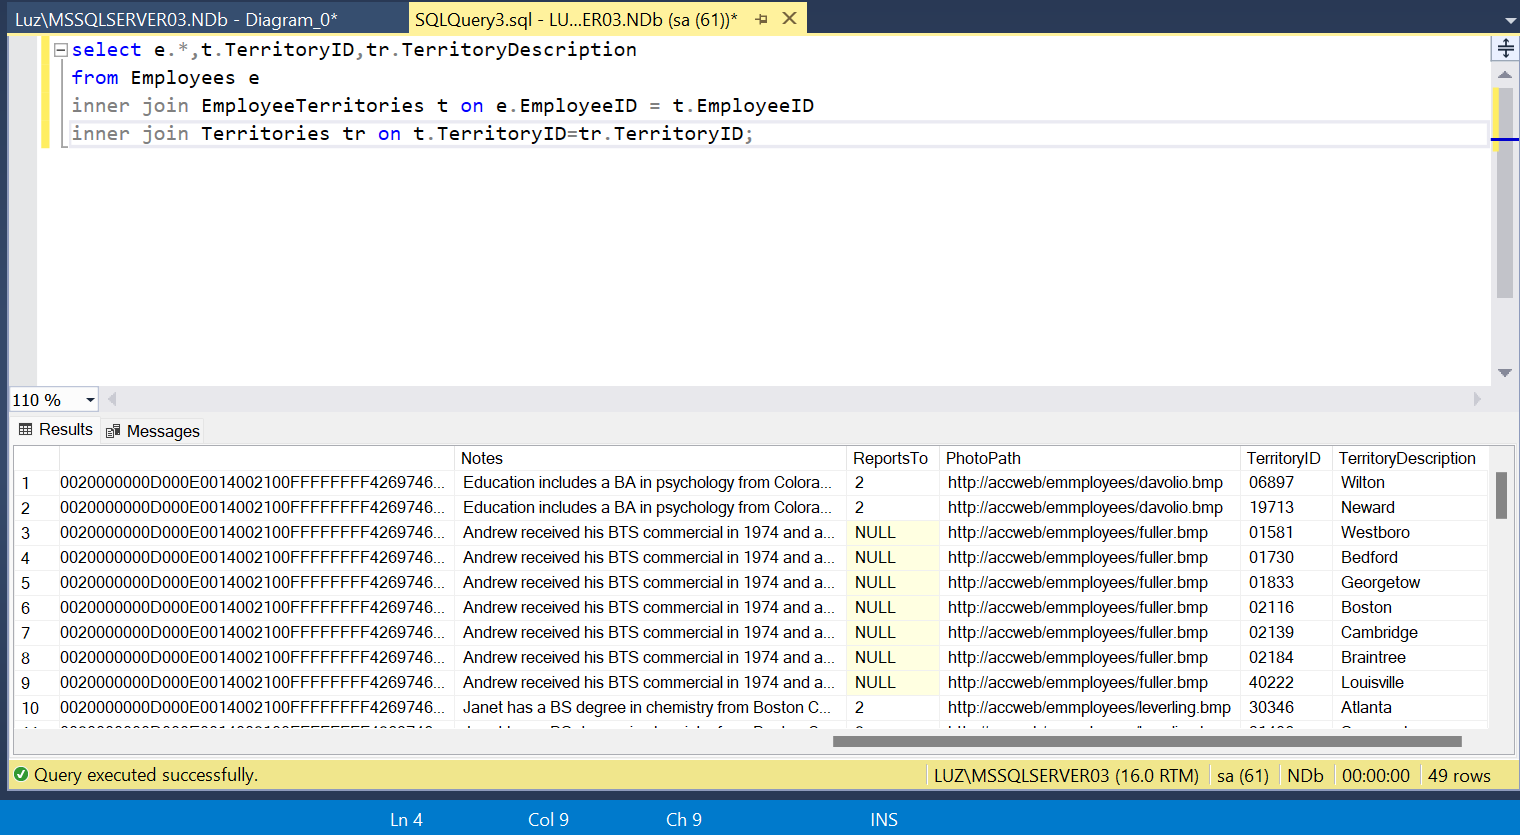 Luz\MSSQLSERVER03.NDb - Diagram_0*
SQLQuery3.sql - LU...ER03.NDb (sa (61))*
select e.*,t.TerritoryID,tr.TerritoryDescription
from Employees e
inner join EmployeeTerritories t on e.EmployeeID = t.EmployeeID
inner join Territories tr on t.TerritoryID=tr.TerritoryID;
110 %
Results Messages
Notes ReportsTo PhotoPath TerritoryID TerritoryDescription
1 0020000000D000E0014002100FFFFFFFF4269746... Education includes a BA in psychology from Colora... 2 http://accweb/emmployees/davolio.bmp 06897 Wilton
2 0020000000D000E0014002100FFFFFFFF4269746... Education includes a BA in psychology from Colora... 2 http://accweb/emmployees/davolio.bmp 19713 Neward
3 0020000000D000E0014002100FFFFFFFF4269746... Andrew received his BTS commercial in 1974 and a... NULL http://accweb/emmployees/fuller.bmp 01581 Westboro
4 0020000000D000E0014002100FFFFFFFF4269746... Andrew received his BTS commercial in 1974 and a... NULL http://accweb/emmployees/fuller.bmp 01730 Bedford
5 0020000000D000E0014002100FFFFFFFF4269746... Andrew received his BTS commercial in 1974 and a... NULL http://accweb/emmployees/fuller.bmp 01833 Georgetow
6 0020000000D000E0014002100FFFFFFFF4269746... Andrew received his BTS commercial in 1974 and a... NULL http://accweb/emmployees/fuller.bmp 02116 Boston
7 0020000000D000E0014002100FFFFFFFF4269746... Andrew received his BTS commercial in 1974 and a... NULL http://accweb/emmployees/fuller.bmp 02139 Cambridge
8 0020000000D000E0014002100FFFFFFFF4269746... Andrew received his BTS commercial in 1974 and a... NULL http://accweb/emmployees/fuller.bmp 02184 Braintree
9 0020000000D000E0014002100FFFFFFFF4269746... Andrew received his BTS commercial in 1974 and a... NULL http://accweb/emmployees/fuller.bmp 40222 Louisville
10 0020000000D000E0014002100FFFFFFFF4269746... Janet has a BS degree in chemistry from Boston C... 2 http://accweb/emmployees/leverling.bmp 30346 Atlanta
Query executed successfully. LUZ\MSSQLSERVER03 (16.0 RTM) sa (61) NDb 00:00:00 49 rows
Ln 4 Col 9 Ch 9 INS